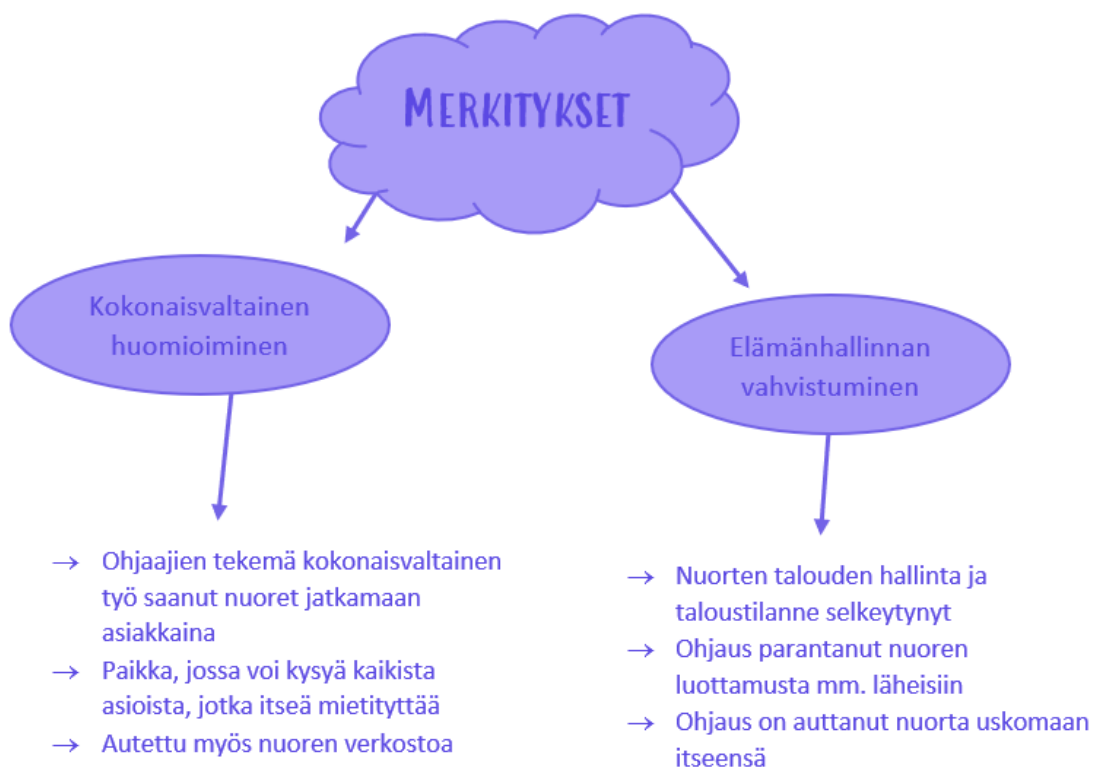 MERKITYKSET
Kokonaisvaltainen
huomioiminen
→ Ohjaajien tekemä kokonaisvaltainen
työ saanut nuoret jatkamaan
asiakkaina
→ Paikka, jossa voi kysyä kaikista
asioista, jotka itseä mietityttää
→ Autettu myös nuoren verkostoa
Elämänhallinnan
vahvistuminen
→ Nuorten talouden hallinta ja
taloustilanne selkeytynyt
→ Ohjaus parantanut nuoren
luottamusta mm. läheisiin
→ Ohjaus on auttanut nuorta uskomaan
itseensä